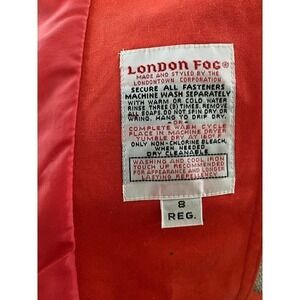 LONDON FOG®
MADE AND STYLED BY THE
LONDONTOWN CORPORATION
SECURE ALL FASTENERS
MACHINE WASH SEPARATELY
WITH WARM OR COLD WATER
RINSE THREE (3) TIMES. REMOVE
ALL SOAPS. DO NOT SPIN DRY OR
WRING. HANG TO DRIP DRY.
-OR-
COMPLETE WASH CYCLE
PLACE IN MACHINE DRYER
TUMBLE DRY AT 160° F
ONLY NON-CHLORINE BLEACH,
WHEN NEEDED
DRY CLEANABLE
WASHING AND COOL IRON
RECOMMENDED
FOR APPEARANCE AND LONGER
LASTING REPELLENCY
8
REG.